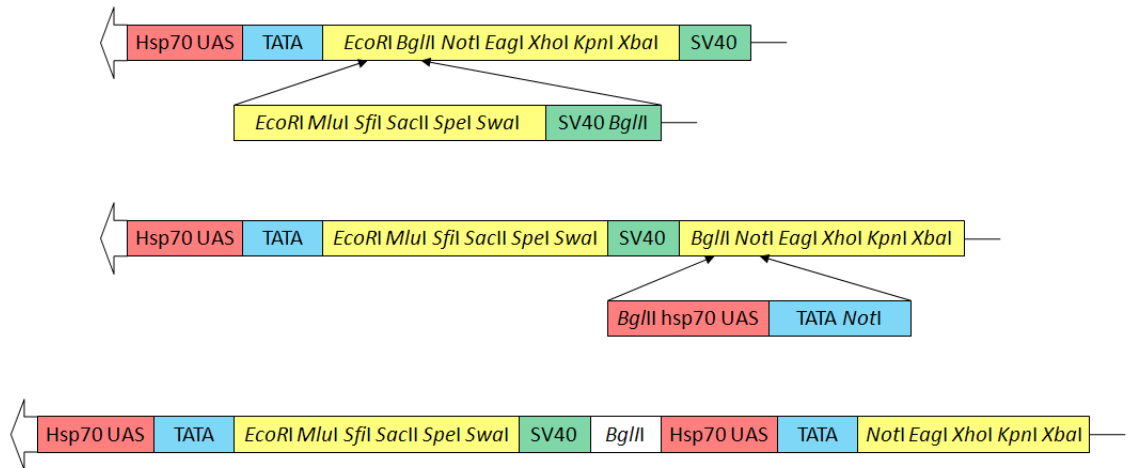 Hsp70 UAS TATA EcoRI BglII NotI EagI XhoI KpnI XbaI SV40
EcoRI MluI SfiI SacII SpeI SwaI SV40 BglII
Hsp70 UAS TATA EcoRI MluI SfiI SacII SpeI SwaI SV40 BglII NotI EagI XhoI KpnI XbaI
BglII hsp70 UAS TATA NotI
Hsp70 UAS TATA EcoRI MluI SfiI SacII SpeI SwaI SV40 BglII Hsp70 UAS TATA NotI EagI XhoI KpnI XbaI